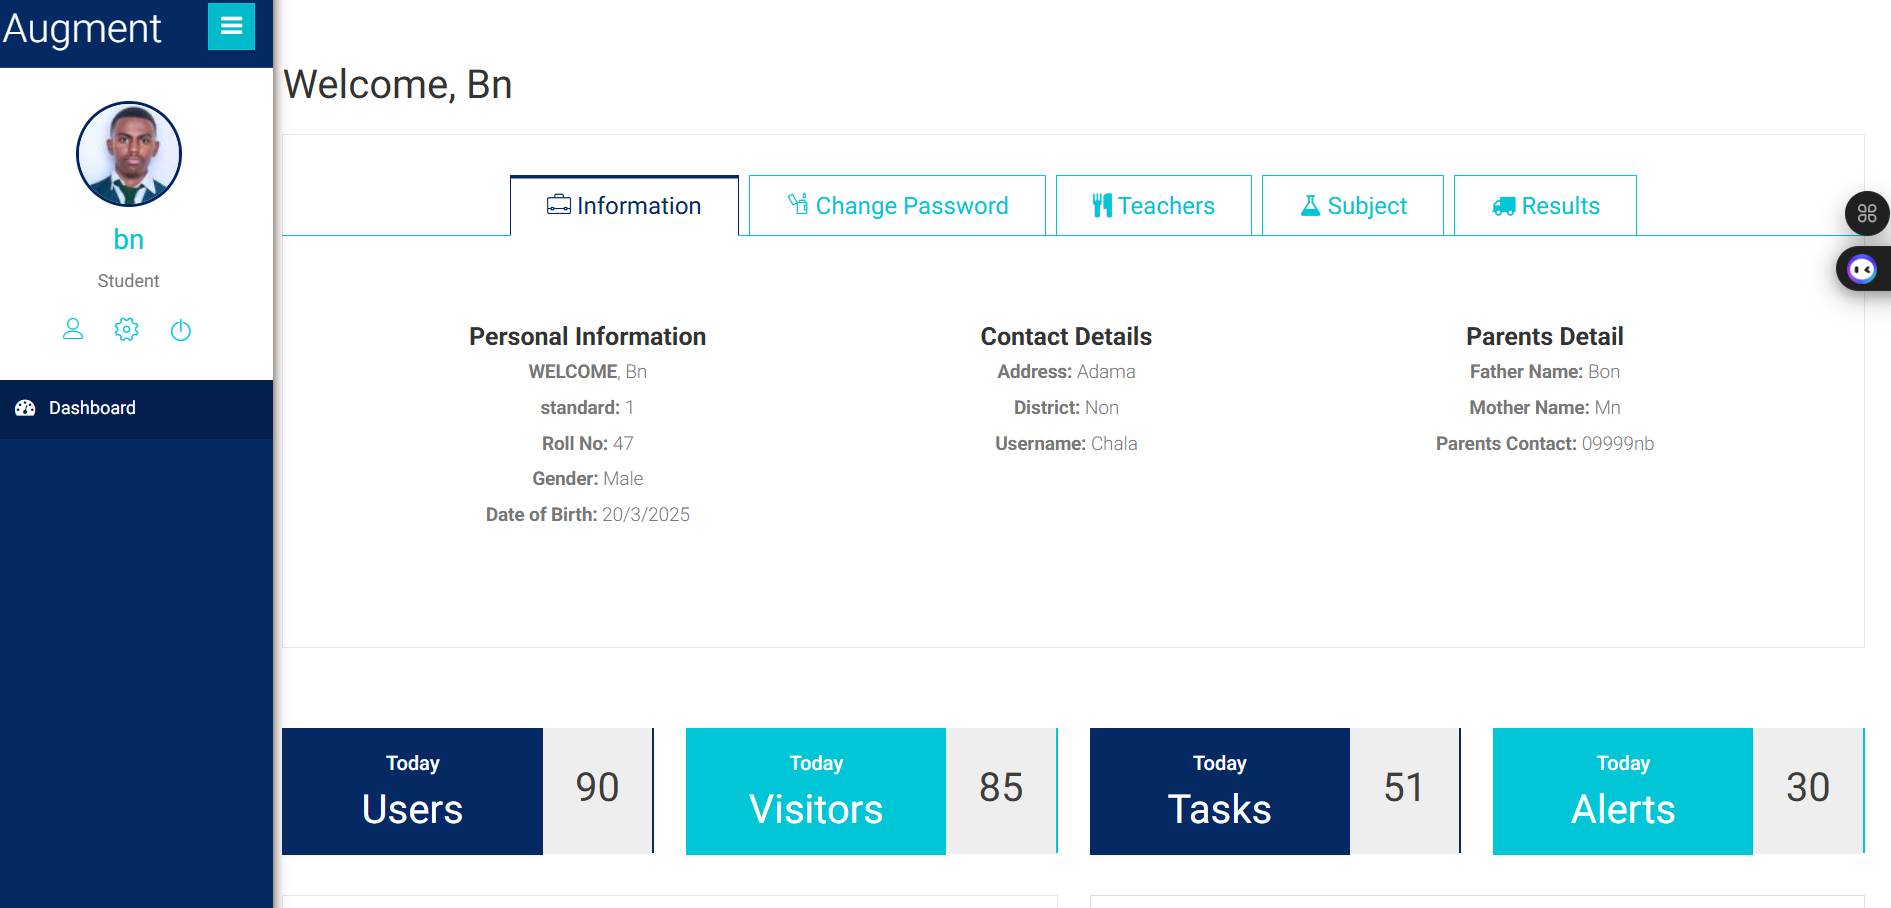 Augment
bn
Student
Dashboard
Welcome, Bn
Information
Change Password
Teachers
Subject
Results
Personal Information
WELCOME, Bn
standard: 1
Roll No: 47
Gender: Male
Date of Birth: 20/3/2025
Contact Details
Address: Adama
District: Non
Username: Chala
Parents Detail
Father Name: Bon
Mother Name: Mn
Parents Contact: 09999nb
Today
Users
90
Today
Visitors
85
Today
Tasks
51
Today
Alerts
30